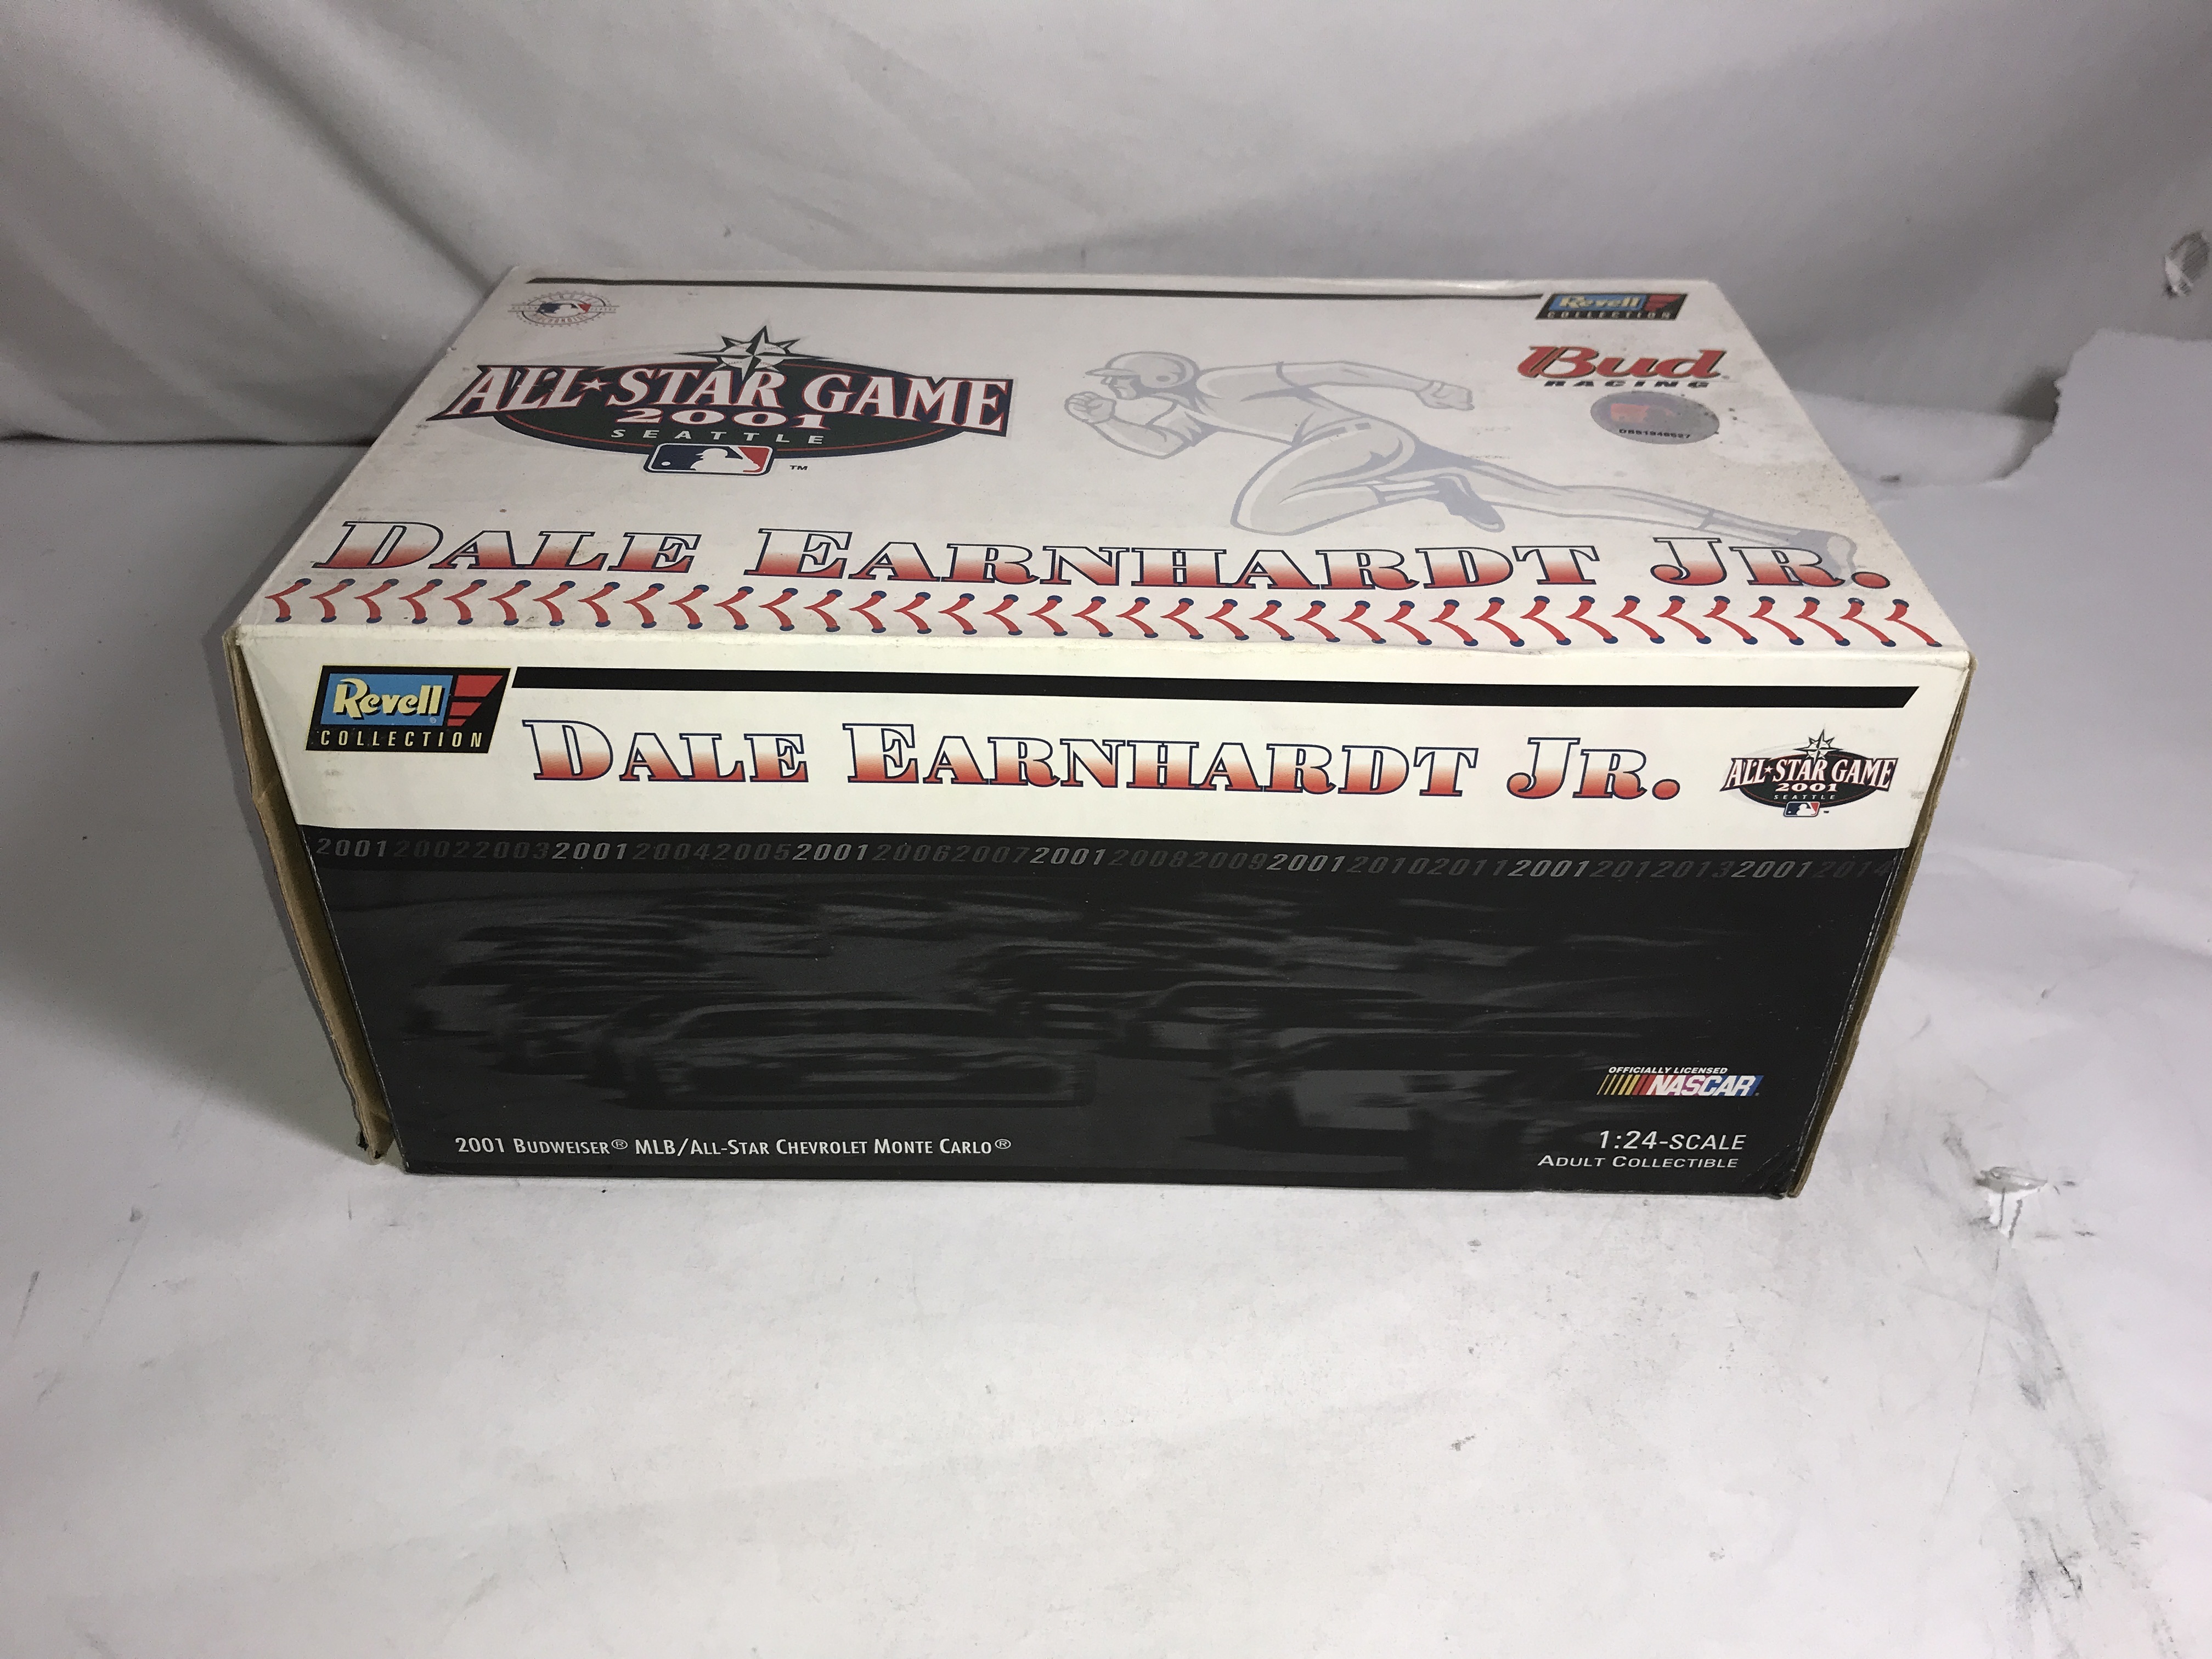 Revell
COLLECTION
Bud
RACING
ALL★STAR GAME
2001
SEATTLE
TM
DALE EARNHARDT JR.
Revell
COLLECTION
DALE EARNHARDT JR.
ALL★STAR GAME
2001
SEATTLE
20012002200320012004200520012006200720012008200920012010201120012012201320012014
OFFICIALLY LICENSED
NASCAR
2001 BUDWEISER® MLB/ALL-STAR CHEVROLET MONTE CARLO®
1:24-SCALE
ADULT COLLECTIBLE